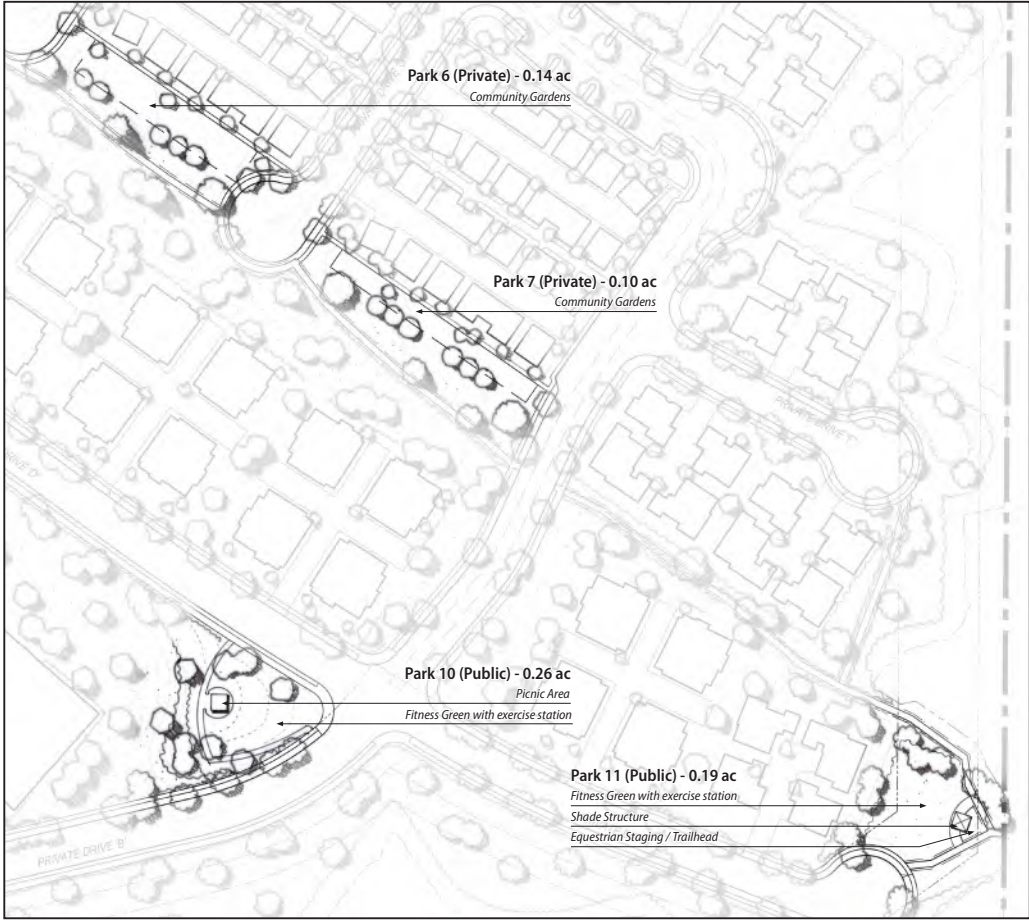 Park 6 (Private) - 0.14 ac
Community Gardens
Park 7 (Private) - 0.10 ac
Community Gardens
Park 10 (Public) - 0.26 ac
Picnic Area
Fitness Green with exercise station
Park 11 (Public) - 0.19 ac
Fitness Green with exercise station
Shade Structure
Equestrian Staging / Trailhead
PRIVATE DRIVE B